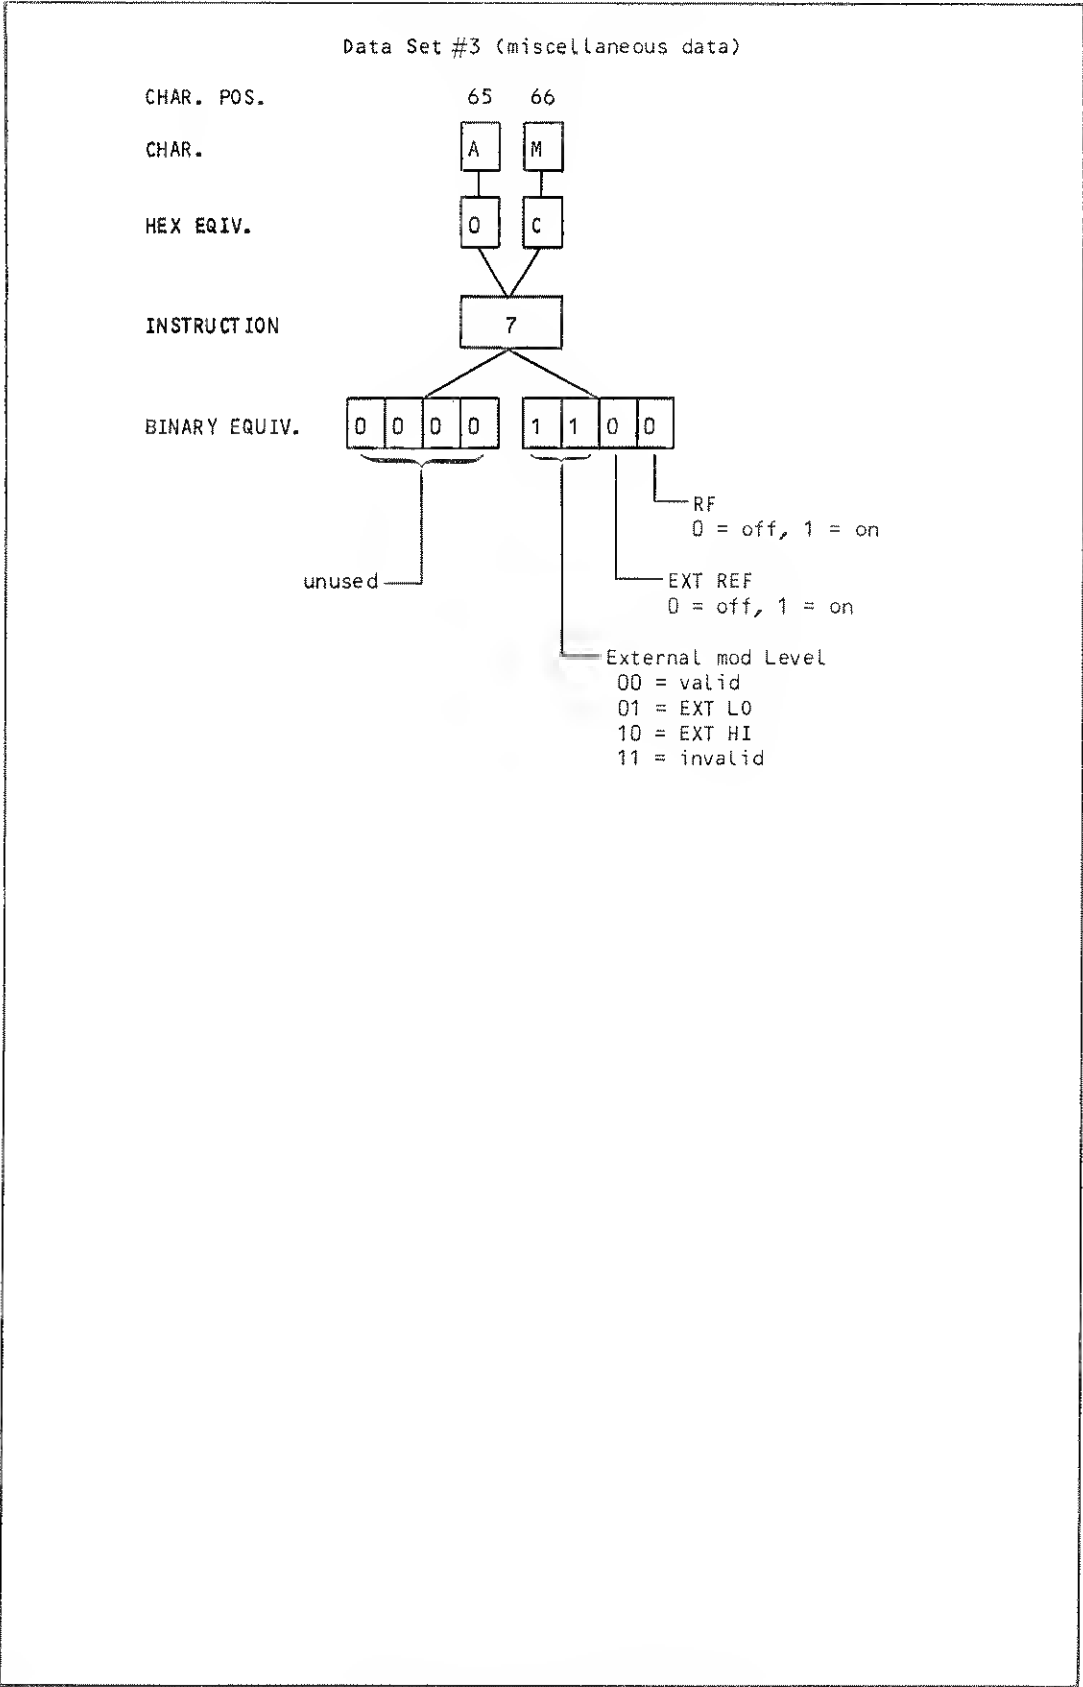 Data Set #3 (miscellaneous data)
CHAR. POS. 65 66
CHAR. A M
HEX EQIV. 0 C
INSTRUCTION 7
BINARY EQUIV. 0 0 0 0 1 1 0 0
RF
0 = off, 1 = on
unused
EXT REF
0 = off, 1 = on
External mod Level
00 = valid
01 = EXT LO
10 = EXT HI
11 = invalid